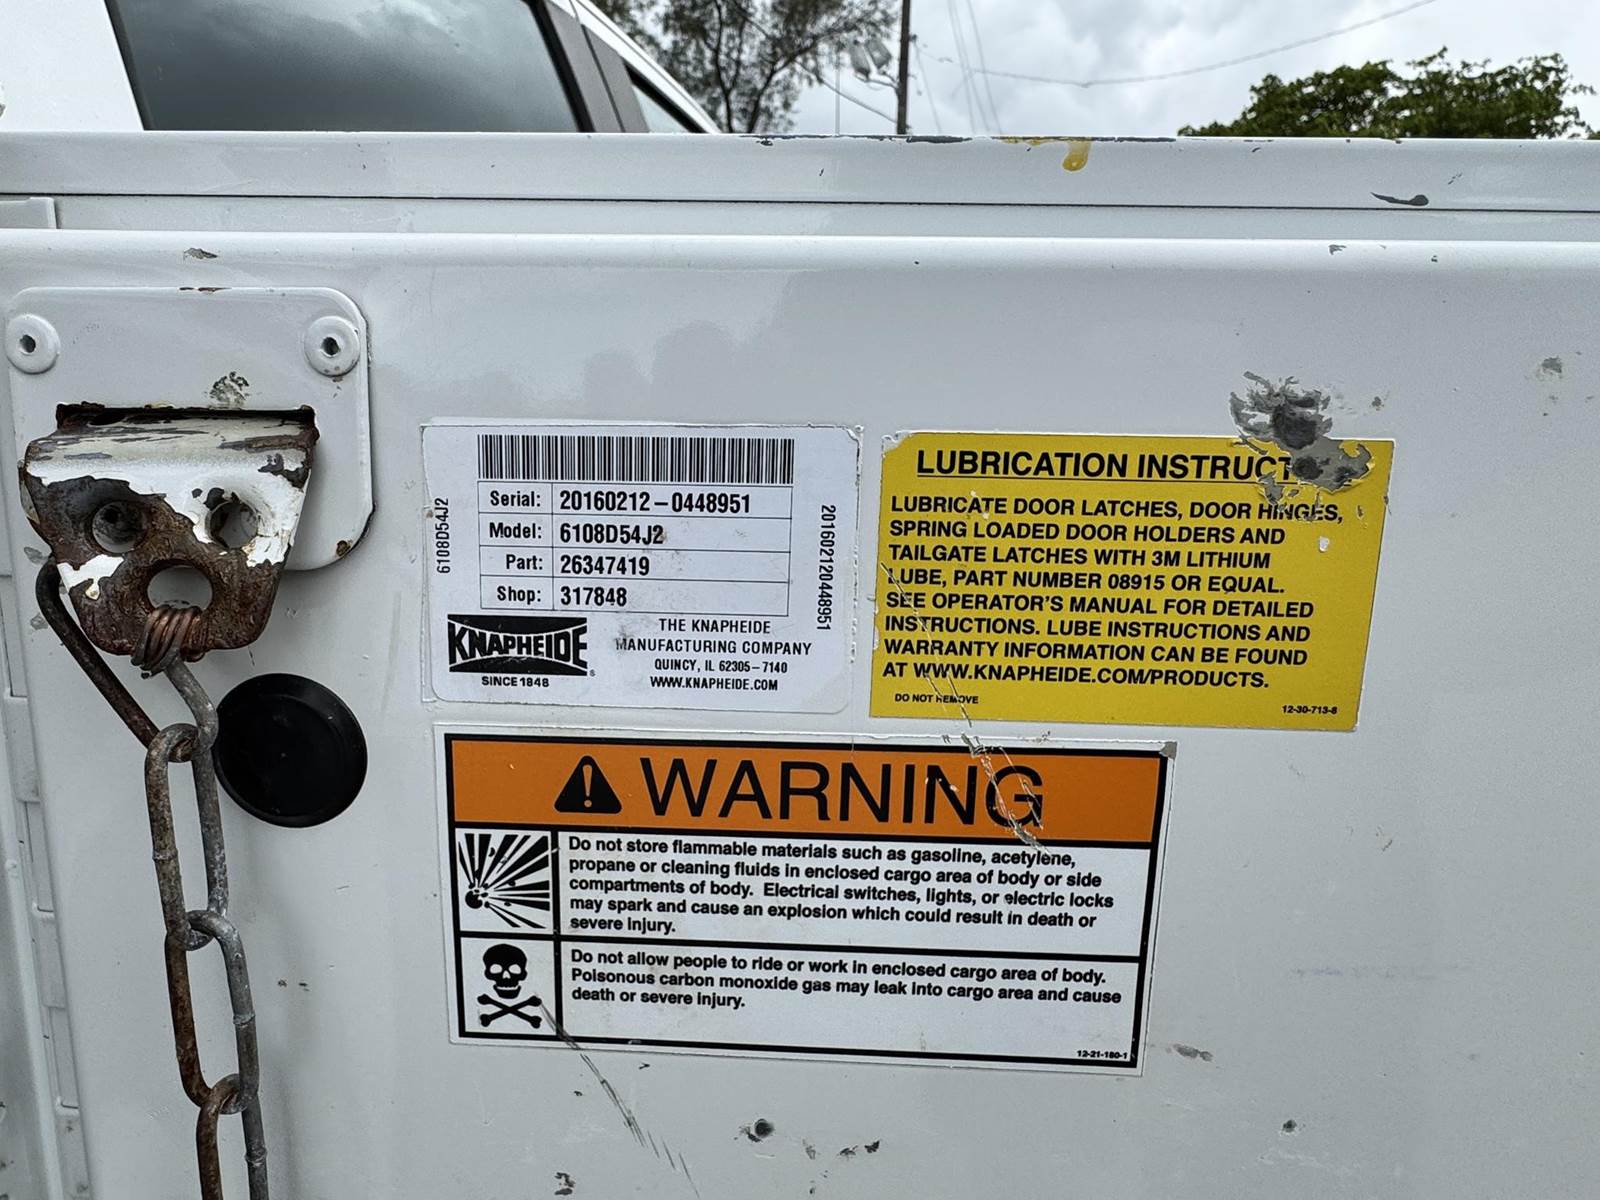 Serial: 20160212-0448951
Model: 6108D54J2
Part: 26347419
Shop: 317848
6108D54J2
201602120448951
KNAPHEIDE
SINCE 1848
THE KNAPHEIDE
MANUFACTURING COMPANY
QUINCY, IL 62305-7140
WWW.KNAPHEIDE.COM
LUBRICATION INSTRUCT
LUBRICATE DOOR LATCHES, DOOR HINGES,
SPRING LOADED DOOR HOLDERS AND
TAILGATE LATCHES WITH 3M LITHIUM
LUBE, PART NUMBER 08915 OR EQUAL.
SEE OPERATOR'S MANUAL FOR DETAILED
INSTRUCTIONS. LUBE INSTRUCTIONS AND
WARRANTY INFORMATION CAN BE FOUND
AT WWW.KNAPHEIDE.COM/PRODUCTS.
DO NOT REMOVE
12-30-713-8
WARNING
Do not store flammable materials such as gasoline, acetylene,
propane or cleaning fluids in enclosed cargo area of body or side
compartments of body. Electrical switches, lights, or electric locks
may spark and cause an explosion which could result in death or
severe injury.
Do not allow people to ride or work in enclosed cargo area of body.
Poisonous carbon monoxide gas may leak into cargo area and cause
death or severe injury.
12-21-180-1